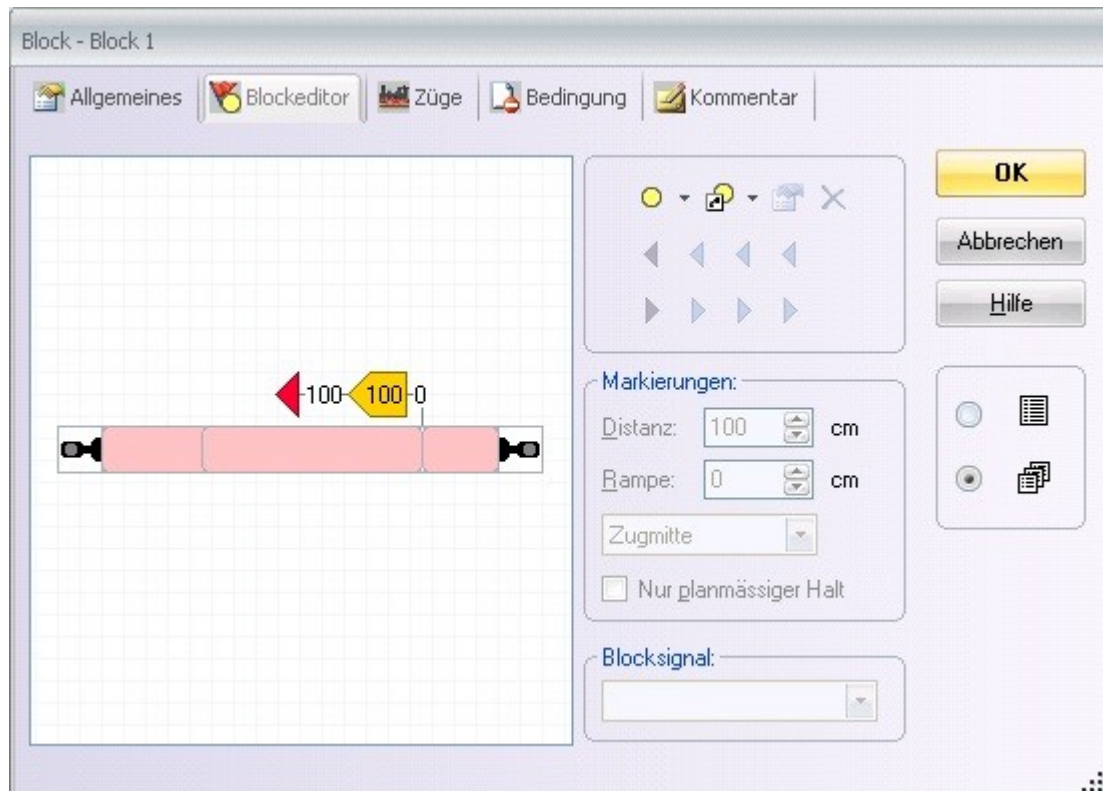 Block - Block 1
Allgemeines Blockeditor Züge Bedingung Kommentar
OK
Abbrechen
Hilfe
100 100 0
Markierungen:
Distanz: 100 cm
Rampe: 0 cm
Zugmitte
Nur planmässiger Halt
Blocksignal: